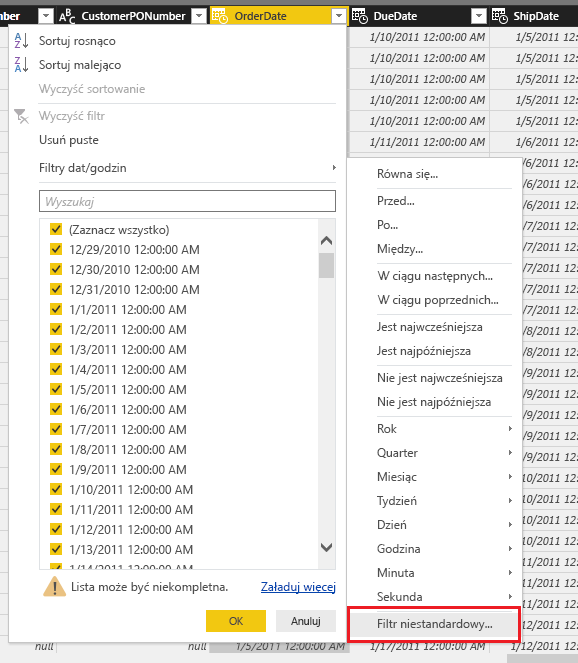 mber
CustomerPONumber
OrderDate
DueDate
ShipDate
Sortuj rosnąco
Sortuj malejąco
Wyczyść sortowanie
Wyczyść filtr
Usuń puste
Filtry dat/godzin
Wyszukaj
(Zaznacz wszystko)
12/29/2010 12:00:00 AM
12/30/2010 12:00:00 AM
12/31/2010 12:00:00 AM
1/1/2011 12:00:00 AM
1/2/2011 12:00:00 AM
1/3/2011 12:00:00 AM
1/4/2011 12:00:00 AM
1/5/2011 12:00:00 AM
1/6/2011 12:00:00 AM
1/7/2011 12:00:00 AM
1/8/2011 12:00:00 AM
1/9/2011 12:00:00 AM
1/10/2011 12:00:00 AM
1/11/2011 12:00:00 AM
1/12/2011 12:00:00 AM
1/13/2011 12:00:00 AM
1/14/2011 12:00:00 AM
Lista może być niekompletna.
Załaduj więcej
OK
Anuluj
Równa się...
Przed...
Po...
Między...
W ciągu następnych...
W ciągu poprzednich...
Jest najwcześniejsza
Jest najpóźniejsza
Nie jest najwcześniejsza
Nie jest najpóźniejsza
Rok
Quarter
Miesiąc
Tydzień
Dzień
Godzina
Minuta
Sekunda
Filtr niestandardowy...
1/10/2011 12:00:00 AM 1/5/2011 12:
1/10/2011 12:00:00 AM 1/5/2011 12:
1/10/2011 12:00:00 AM 1/5/2011 12:
1/10/2011 12:00:00 AM 1/5/2011 12:
1/10/2011 12:00:00 AM 1/5/2011 12:
1/11/2011 12:00:00 AM 1/6/2011 12:
null null 1/5/2011 12:00:00 AM 1/17/2011 12:00:00 AM 1/12/2011 12: